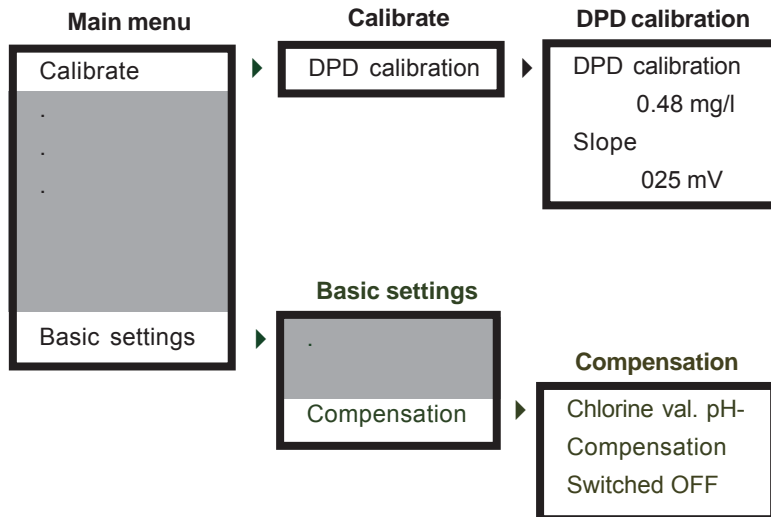 Main menu
Calibrate
.
.
.
Basic settings
Calibrate
DPD calibration
DPD calibration
DPD calibration
0.48 mg/l
Slope
025 mV
Basic settings
.
Compensation
Compensation
Chlorine val. pH-
Compensation
Switched OFF